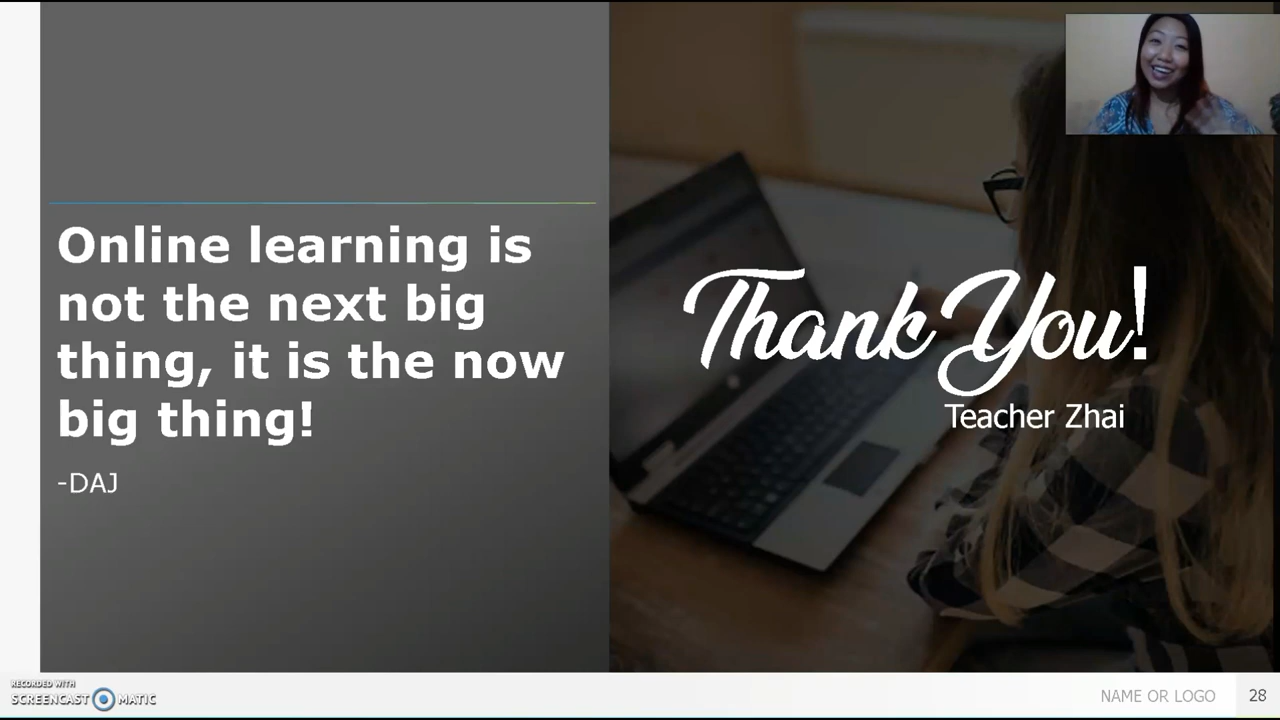 Online learning is
not the next big
thing, it is the now
big thing!
-DAJ
Thank You!
Teacher Zhai
RECORDED WITH
SCREENCAST MATIC
NAME OR LOGO
28